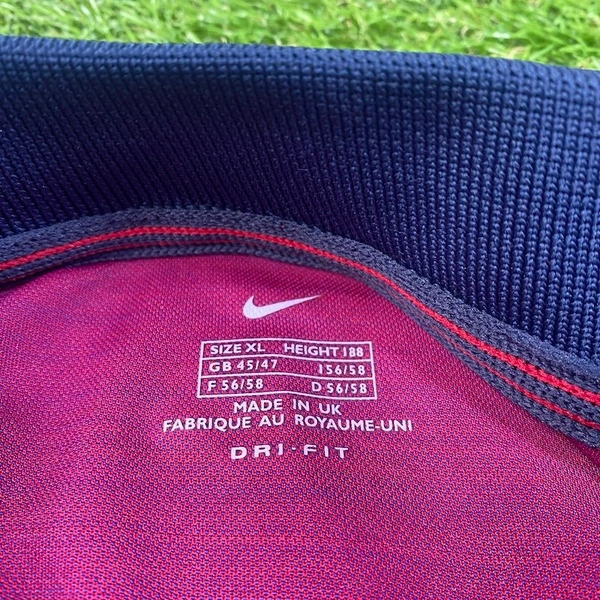 SIZE XL HEIGHT 188
GB 45/47 I 56/58
F 56/58 D 56/58
MADE IN UK
FABRIQUE AU ROYAUME-UNI
DRI·FIT